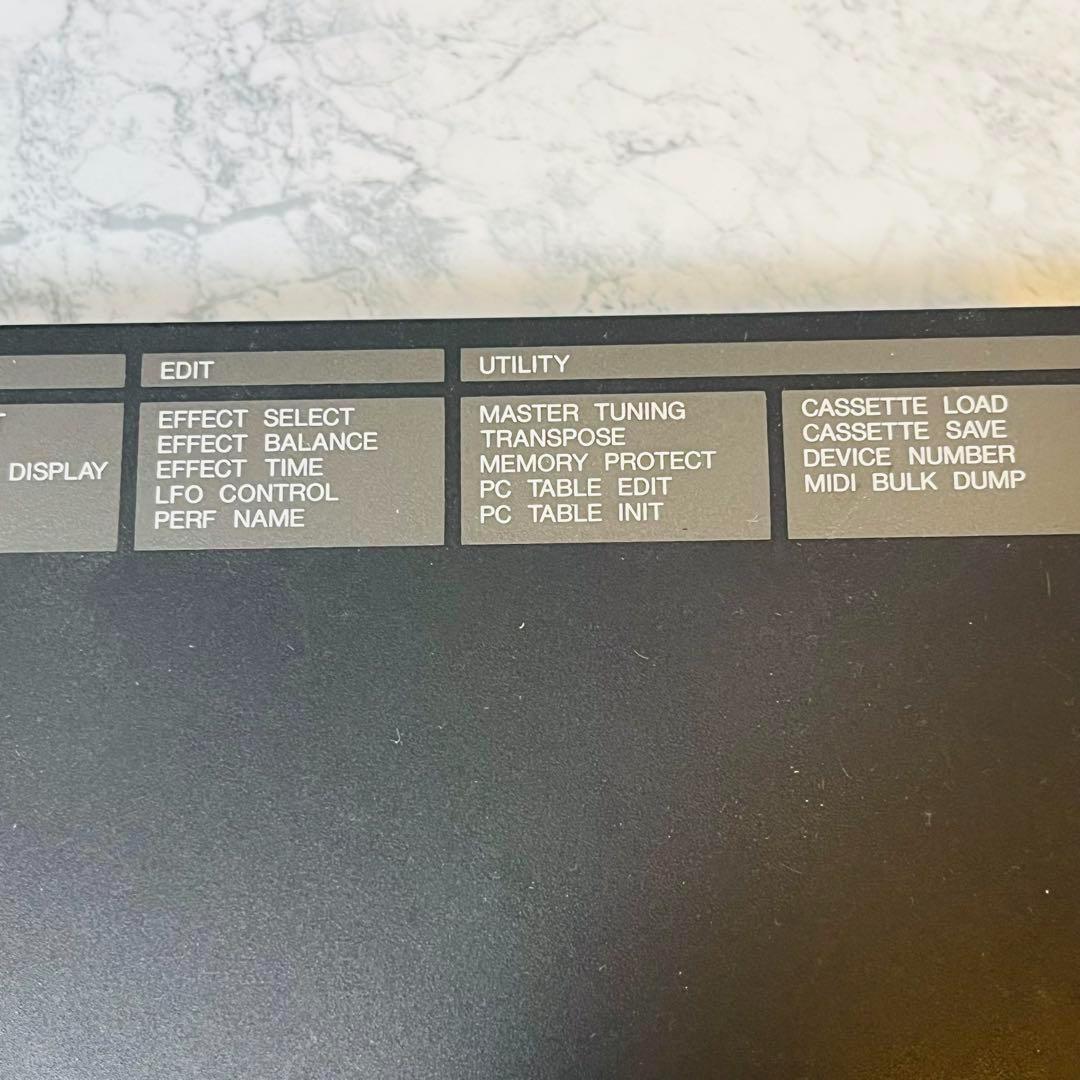 EDIT
UTILITY
DISPLAY
EFFECT SELECT
EFFECT BALANCE
EFFECT TIME
LFO CONTROL
PERF NAME
MASTER TUNING
TRANSPOSE
MEMORY PROTECT
PC TABLE EDIT
PC TABLE INIT
CASSETTE LOAD
CASSETTE SAVE
DEVICE NUMBER
MIDI BULK DUMP